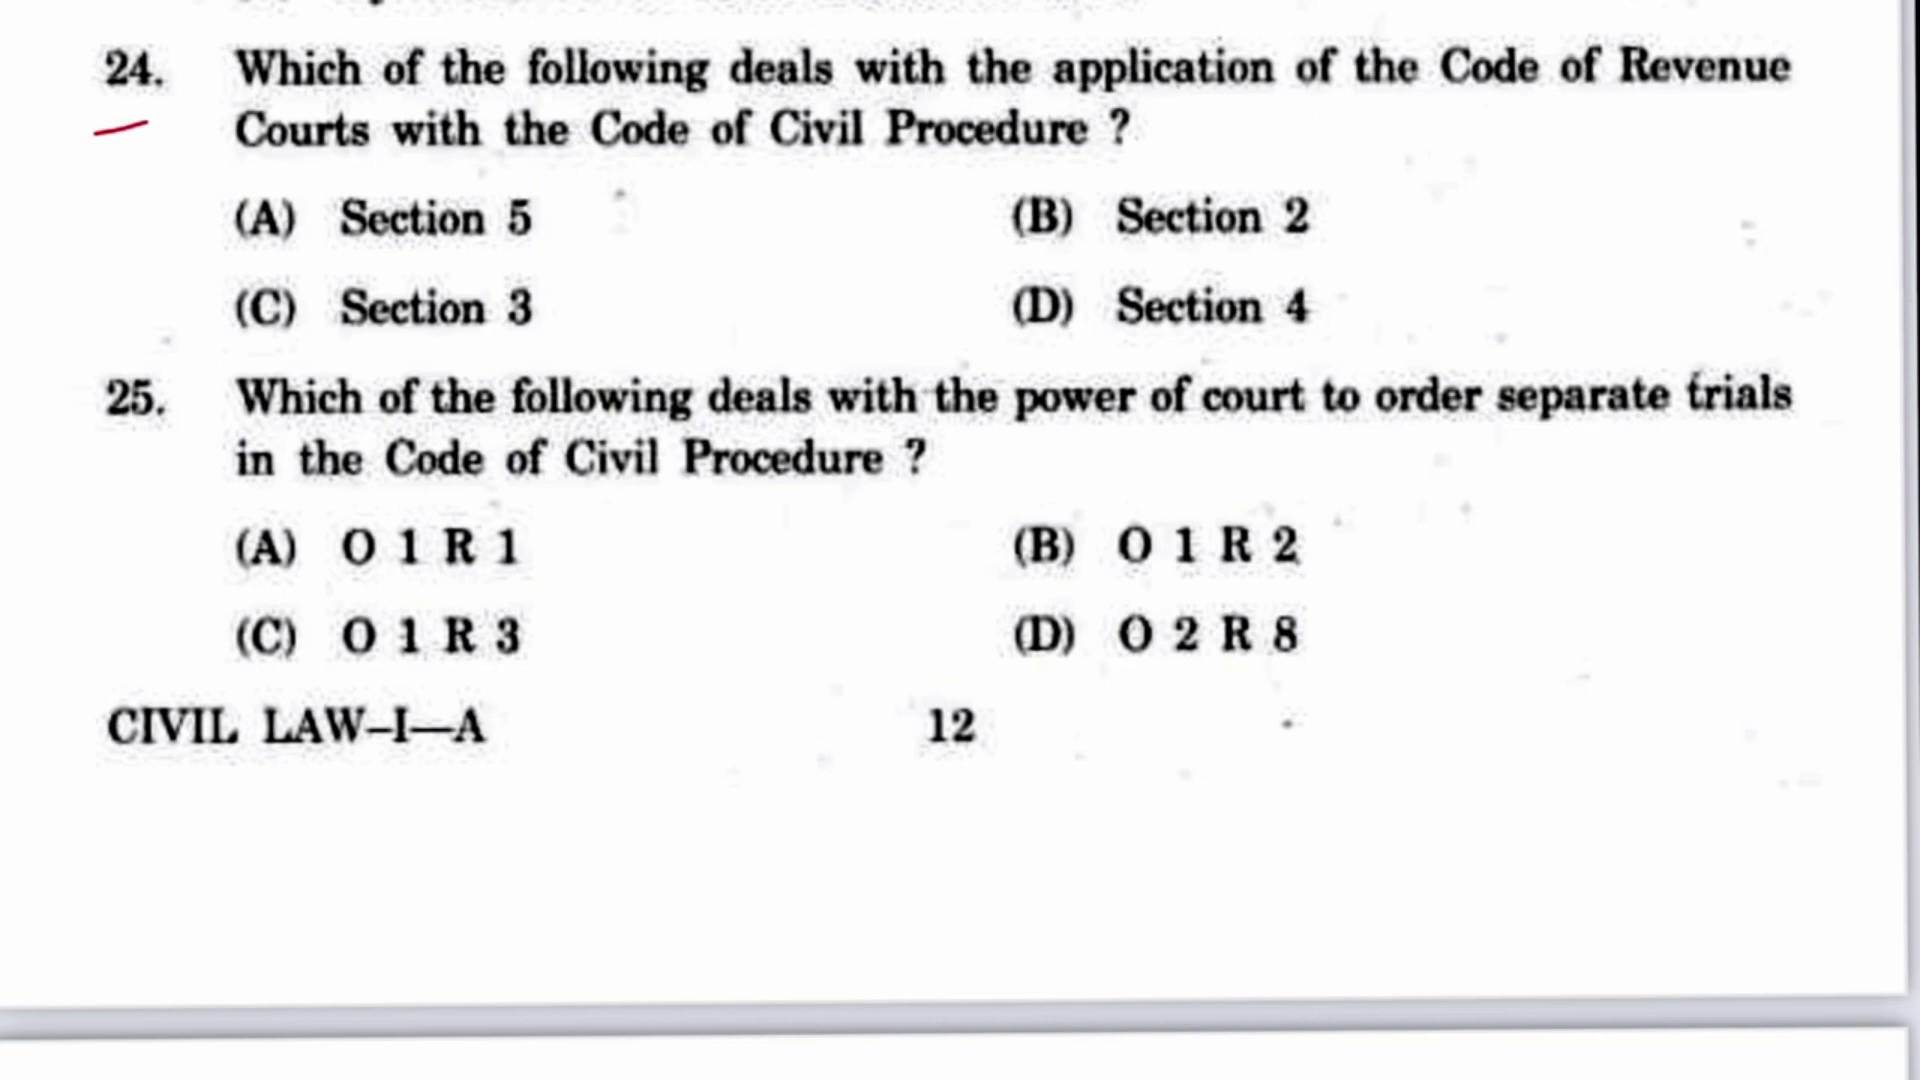 24. Which of the following deals with the application of the Code of Revenue
Courts with the Code of Civil Procedure ?
(A) Section 5 (B) Section 2
(C) Section 3 (D) Section 4
25. Which of the following deals with the power of court to order separate trials
in the Code of Civil Procedure ?
(A) O 1 R 1 (B) O 1 R 2
(C) O 1 R 3 (D) O 2 R 8
CIVIL LAW–I—A 12